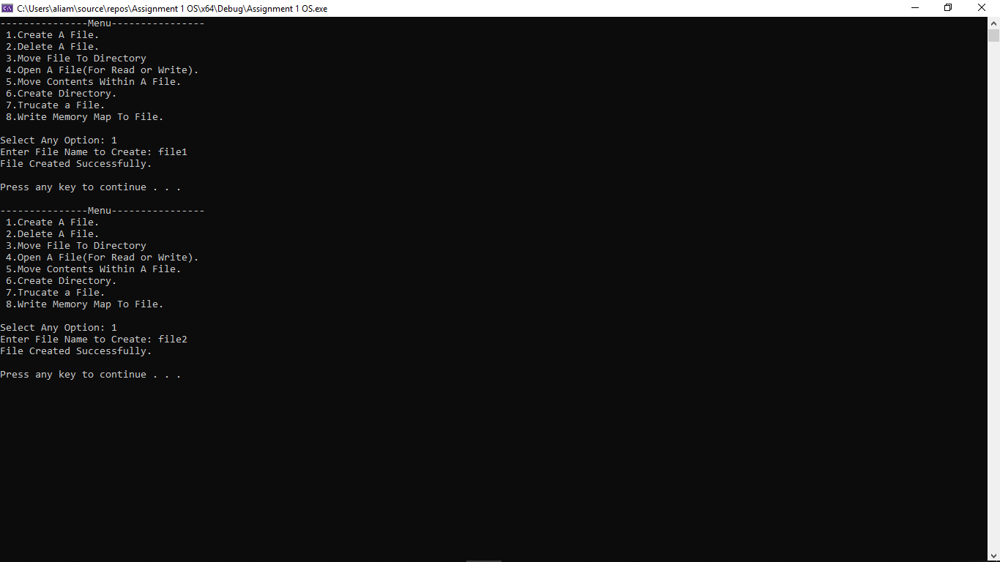 C:\Users\aliam\source\repos\Assignment 1 OS\x64\Debug\Assignment 1 OS.exe
---------------Menu----------------
1.Create A File.
2.Delete A File.
3.Move File To Directory
4.Open A File(For Read or Write).
5.Move Contents Within A File.
6.Create Directory.
7.Trucate a File.
8.Write Memory Map To File.
Select Any Option: 1
Enter File Name to Create: file1
File Created Successfully.
Press any key to continue . . .
---------------Menu----------------
1.Create A File.
2.Delete A File.
3.Move File To Directory
4.Open A File(For Read or Write).
5.Move Contents Within A File.
6.Create Directory.
7.Trucate a File.
8.Write Memory Map To File.
Select Any Option: 1
Enter File Name to Create: file2
File Created Successfully.
Press any key to continue . . .